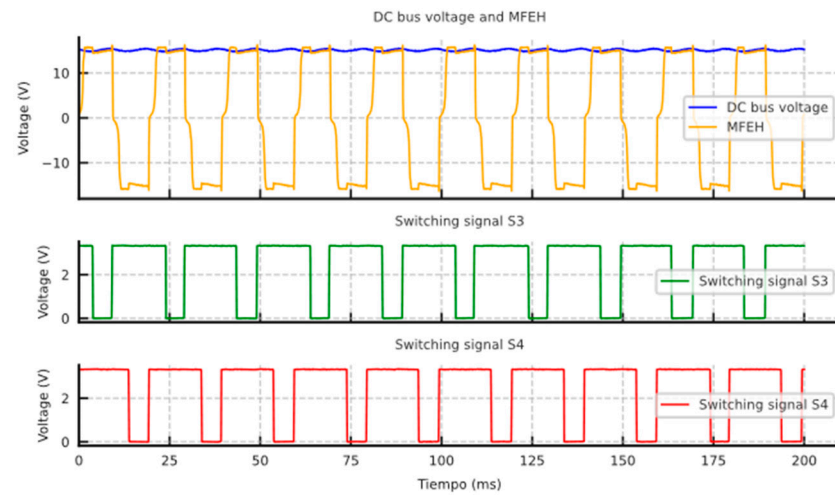 DC bus voltage and MFEH
Voltage (V)
10
0
−10
DC bus voltage
MFEH
Switching signal S3
Voltage (V)
2
0
Switching signal S3
Switching signal S4
Voltage (V)
2
0
Switching signal S4
0 25 50 75 100 125 150 175 200
Tiempo (ms)